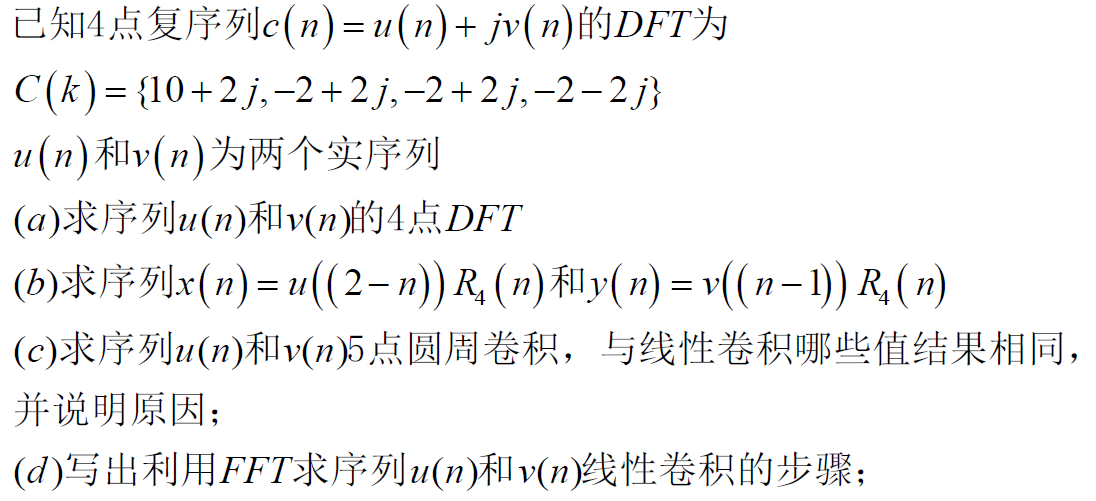 已知4点复序列c(n)=u(n)+jv(n)的DFT为
C(k)={10+2j,-2+2j,-2+2j,-2-2j}
u(n)和v(n)为两个实序列
(a)求序列u(n)和v(n)的4点DFT
(b)求序列x(n)=u((2-n))R₄(n)和y(n)=v((n-1))R₄(n)
(c)求序列u(n)和v(n)5点圆周卷积，与线性卷积哪些值结果相同，
并说明原因；
(d)写出利用FFT求序列u(n)和v(n)线性卷积的步骤；